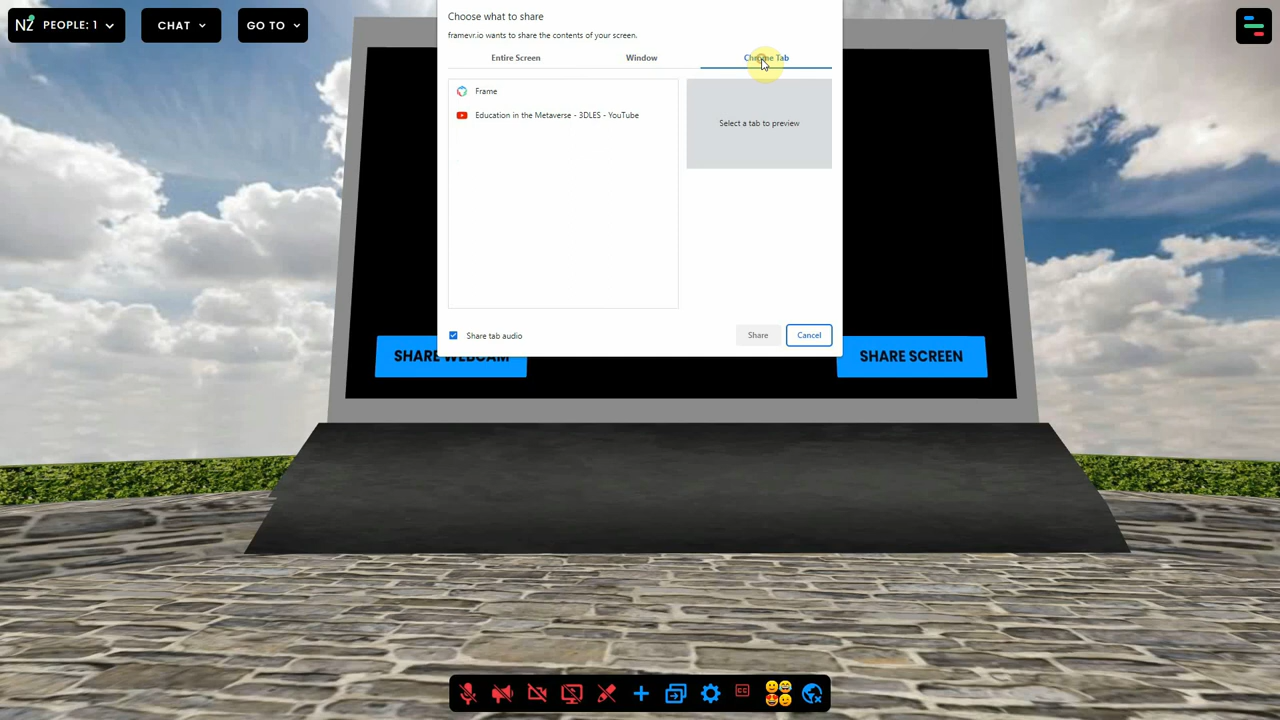 NZ PEOPLE: 1
CHAT
GO TO
Choose what to share
framevr.io wants to share the contents of your screen.
Entire Screen
Window
Chrome Tab
Frame
Education in the Metaverse - 3DLES - YouTube
Select a tab to preview
Share tab audio
Share
Cancel
SHARE WEBCAM
SHARE SCREEN
CC